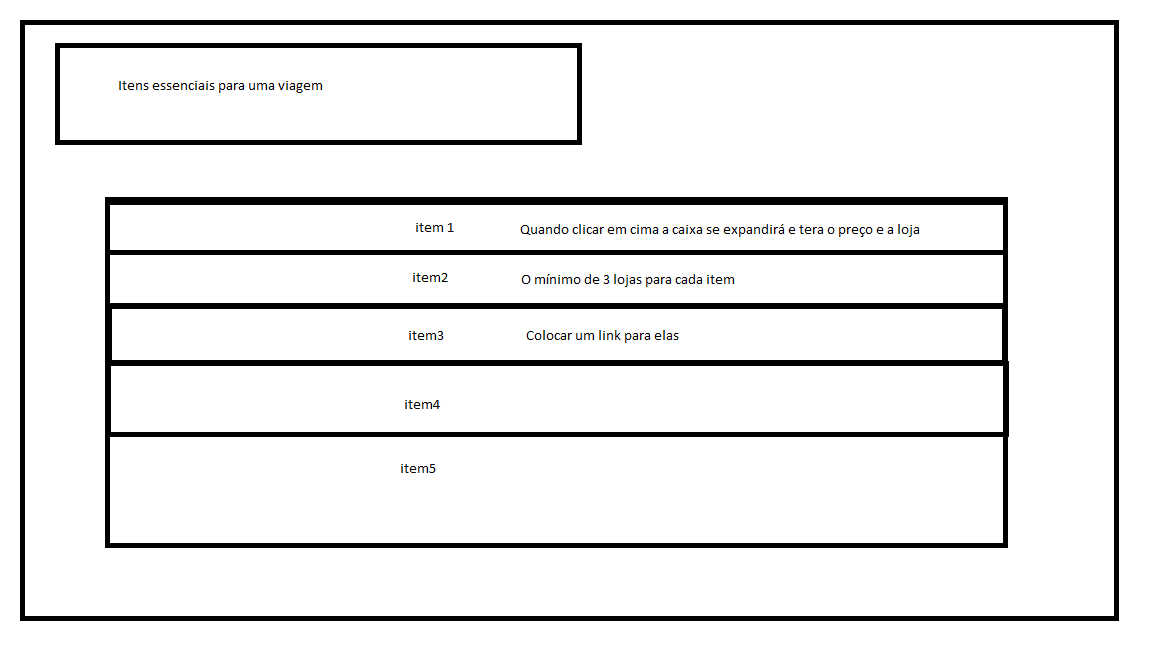 Itens essenciais para uma viagem
item 1 Quando clicar em cima a caixa se expandirá e tera o preço e a loja
item2 O mínimo de 3 lojas para cada item
item3 Colocar um link para elas
item4
item5